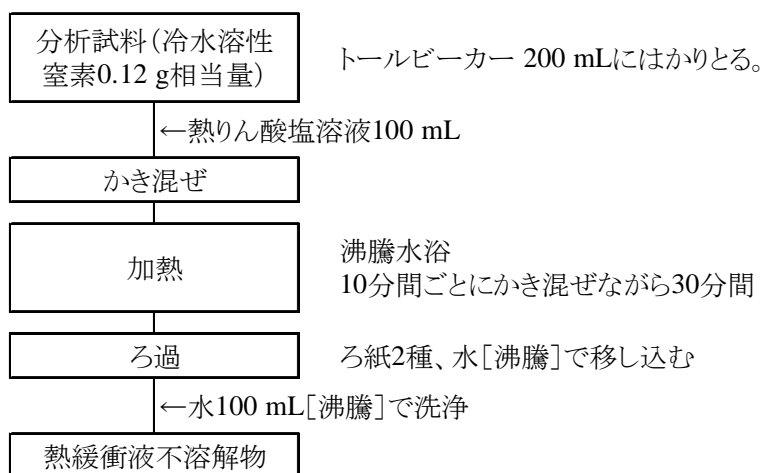 分析試料(冷水溶性
窒素0.12 g相当量)
トールビーカー 200 mLにはかりとる。
←熱りん酸塩溶液100 mL
かき混ぜ
加熱
沸騰水浴
10分間ごとにかき混ぜながら30分間
ろ過
ろ紙2種、水[沸騰]で移し込む
←水100 mL[沸騰]で洗浄
熱緩衝液不溶解物